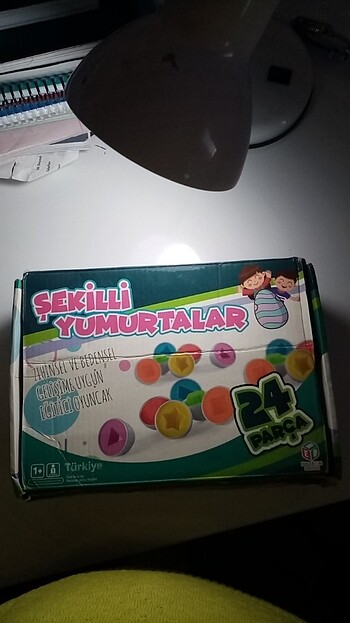 ŞEKİLLİ
YUMURTALAR
ZİHİNSEL VE BEDENSEL
GELİŞİME UYGUN
EĞİTİCİ OYUNCAK
24
PARÇA
1+
Türkiye